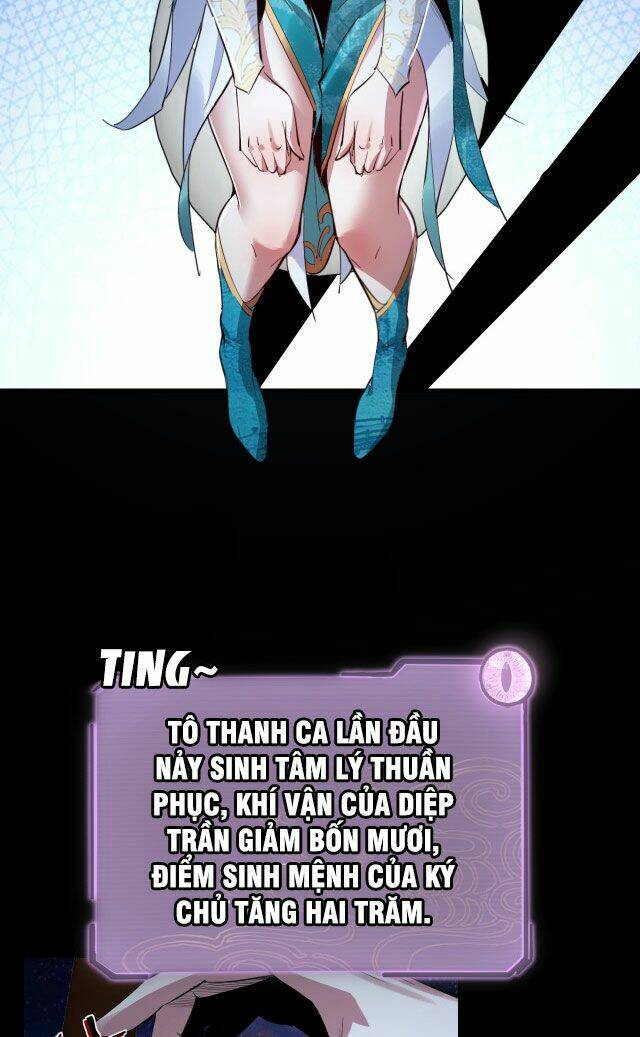 TING~
TÔ THANH CA LẦN ĐẦU
NẢY SINH TÂM LÝ THUẦN
PHỤC, KHÍ VẬN CỦA DIỆP
TRẦN GIẢM BỐN MƯƠI,
ĐIỂM SINH MỆNH CỦA KÝ
CHỦ TĂNG HAI TRĂM.